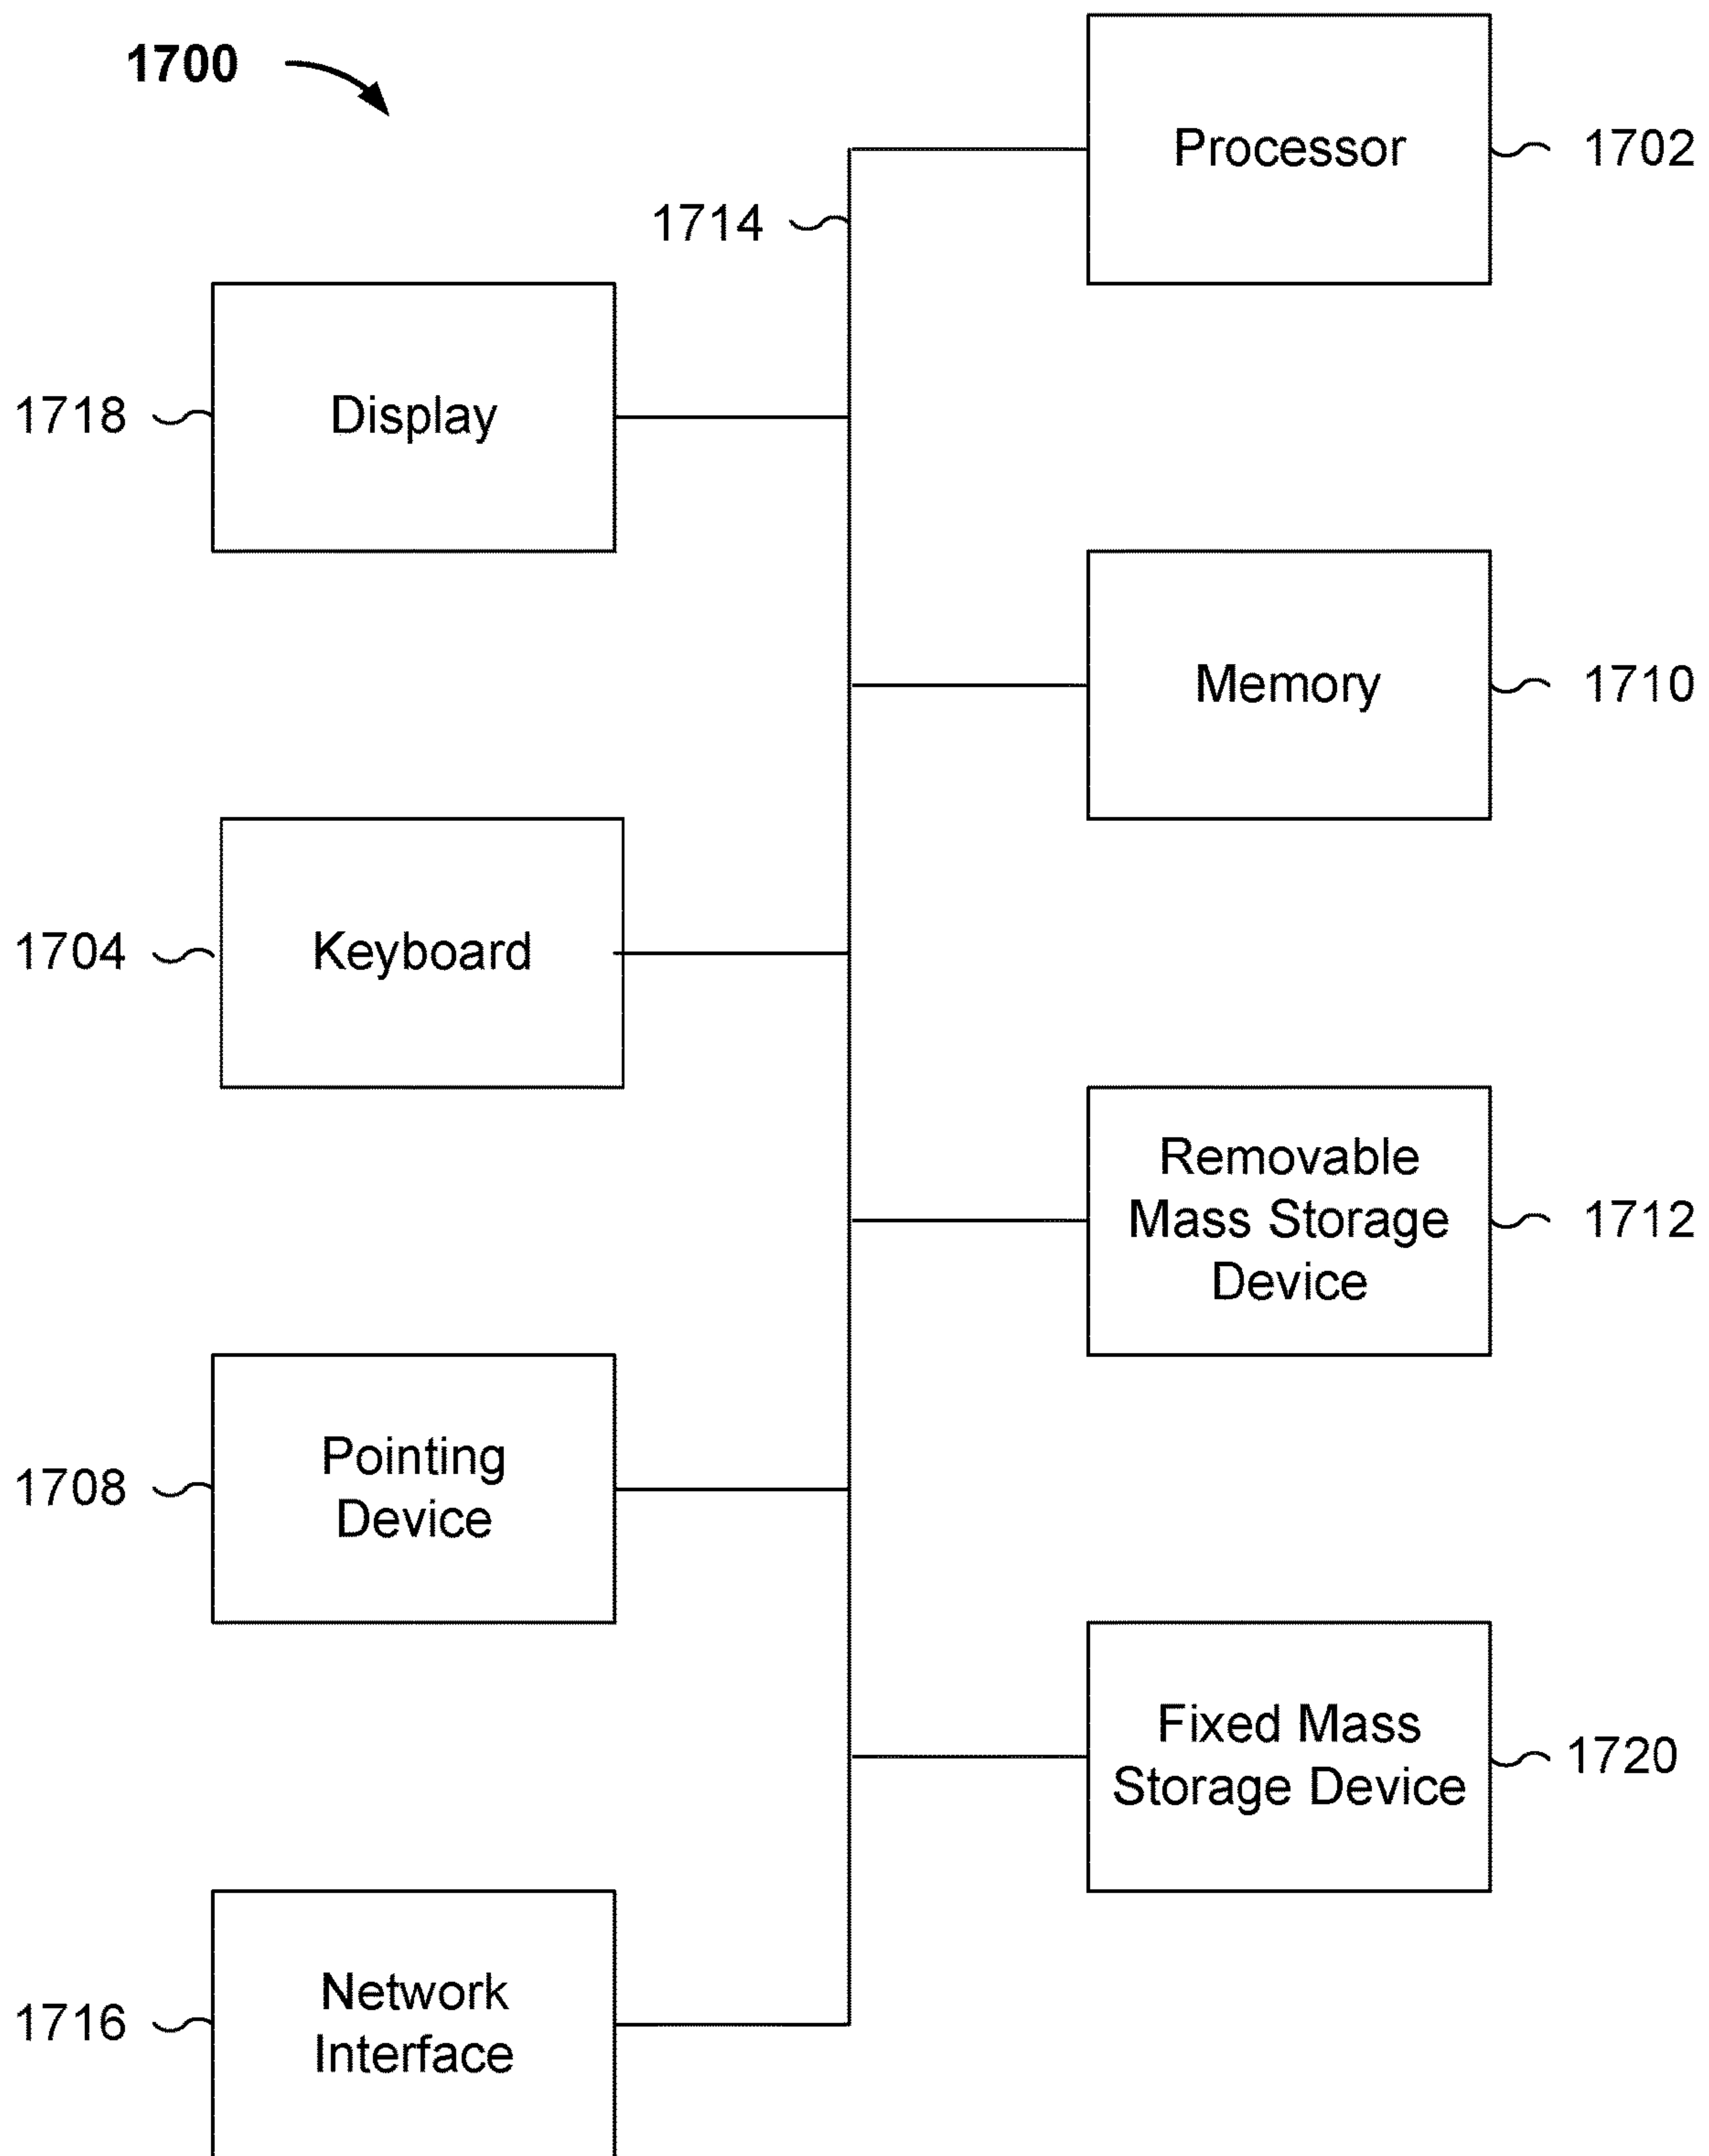 1700
Processor
1702
1714
Display
1718
Memory
1710
Keyboard
1704
Removable
Mass Storage
Device
1712
Pointing
Device
1708
Fixed Mass
Storage Device
1720
Network
Interface
1716